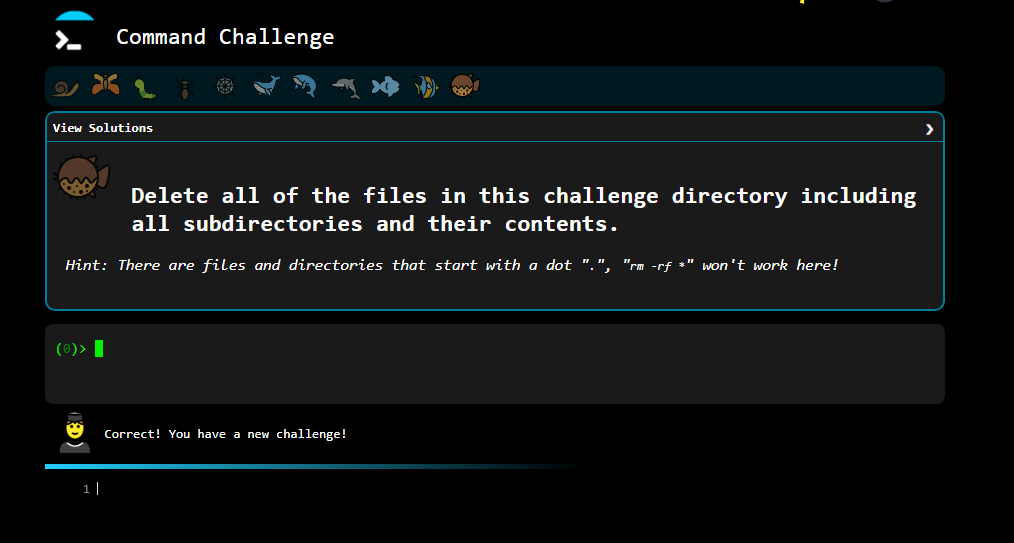 Command Challenge
View Solutions
Delete all of the files in this challenge directory including
all subdirectories and their contents.
Hint: There are files and directories that start with a dot ".", "rm -rf *" won't work here!
(0)>
Correct! You have a new challenge!
1